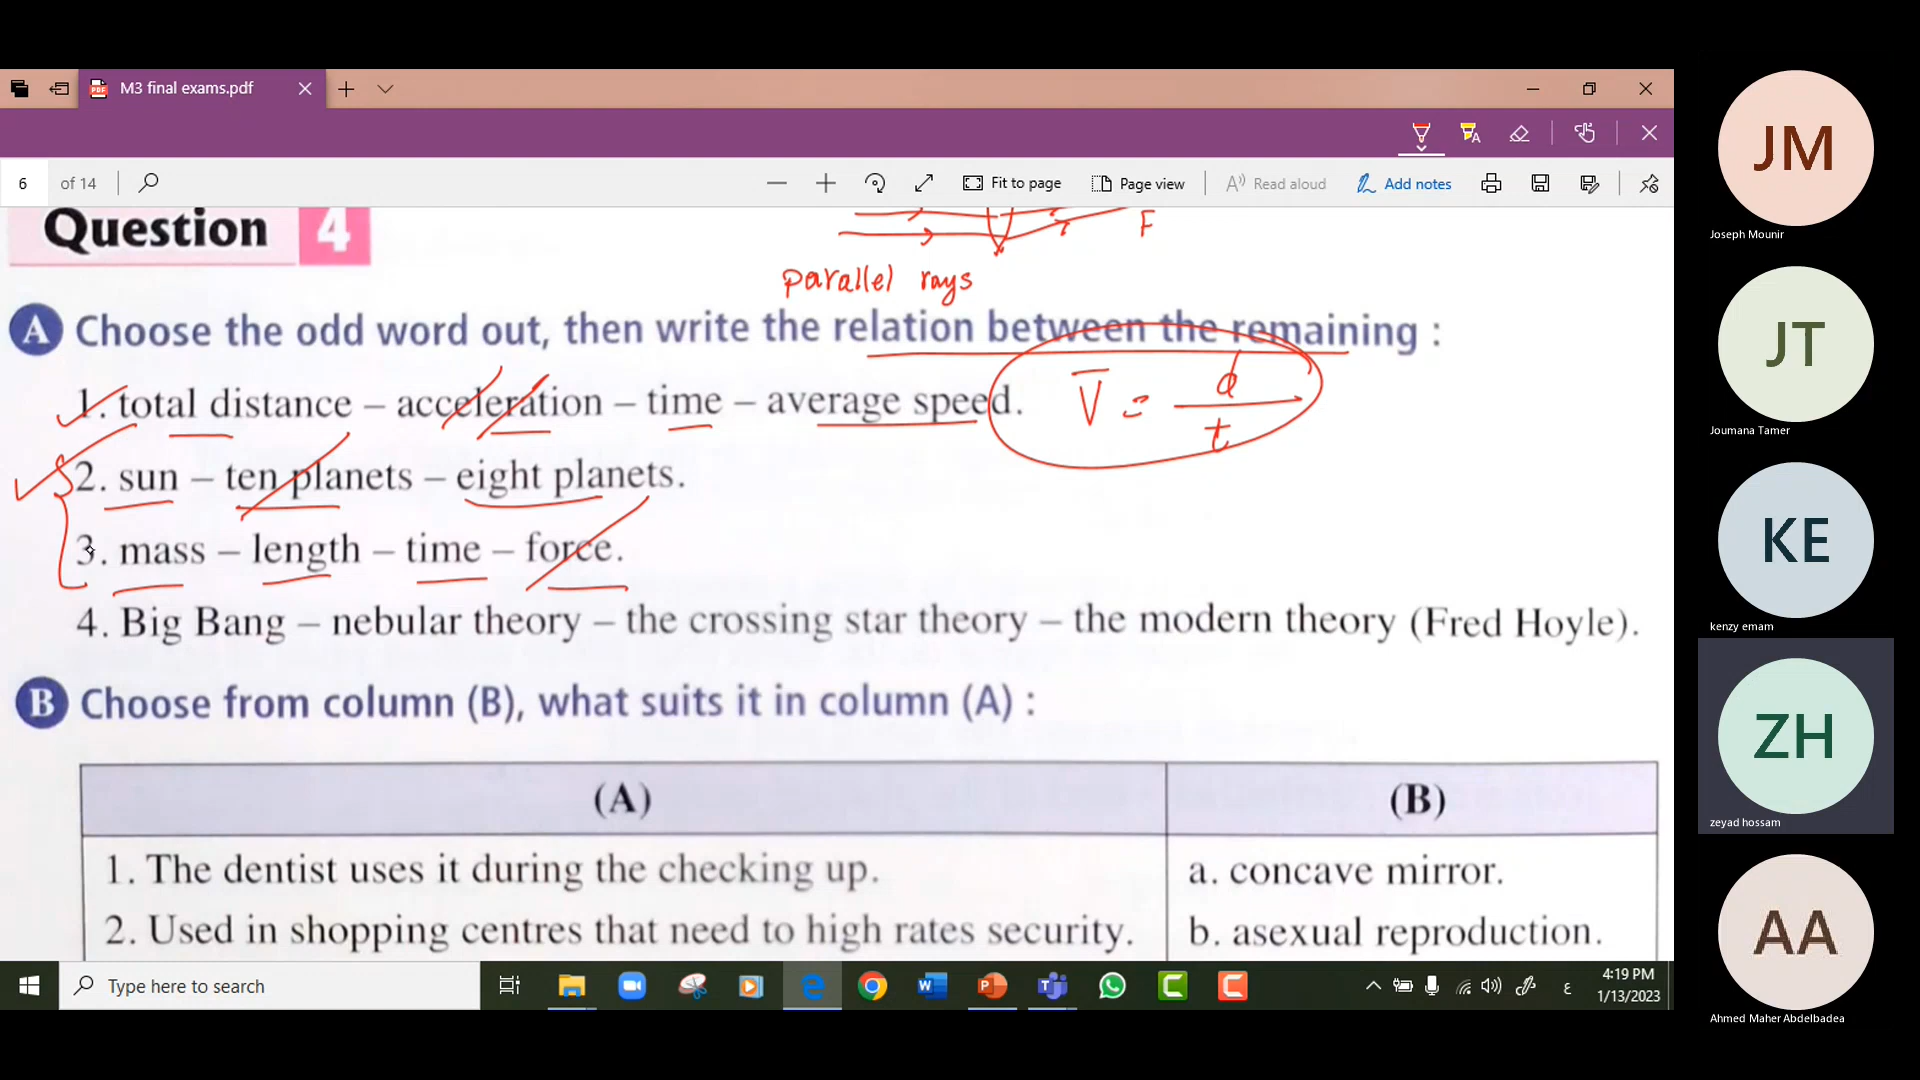 M3 final exams.pdf
6 of 14
Fit to page
Page view
Read aloud
Add notes
F
Question 4
parallel rays
A Choose the odd word out, then write the relation between the remaining :
1. total distance – acceleration – time – average speed.
V = d
t
2. sun – ten planets – eight planets.
3. mass – length – time – force.
4. Big Bang – nebular theory – the crossing star theory – the modern theory (Fred Hoyle).
B Choose from column (B), what suits it in column (A) :
(A) (B)
1. The dentist uses it during the checking up. a. concave mirror.
2. Used in shopping centres that need to high rates security. b. asexual reproduction.
Type here to search
ع
4:19 PM
1/13/2023
JM
Joseph Mounir
JT
Joumana Tamer
KE
kenzy emam
ZH
zeyad hossam
AA
Ahmed Maher Abdelbadea